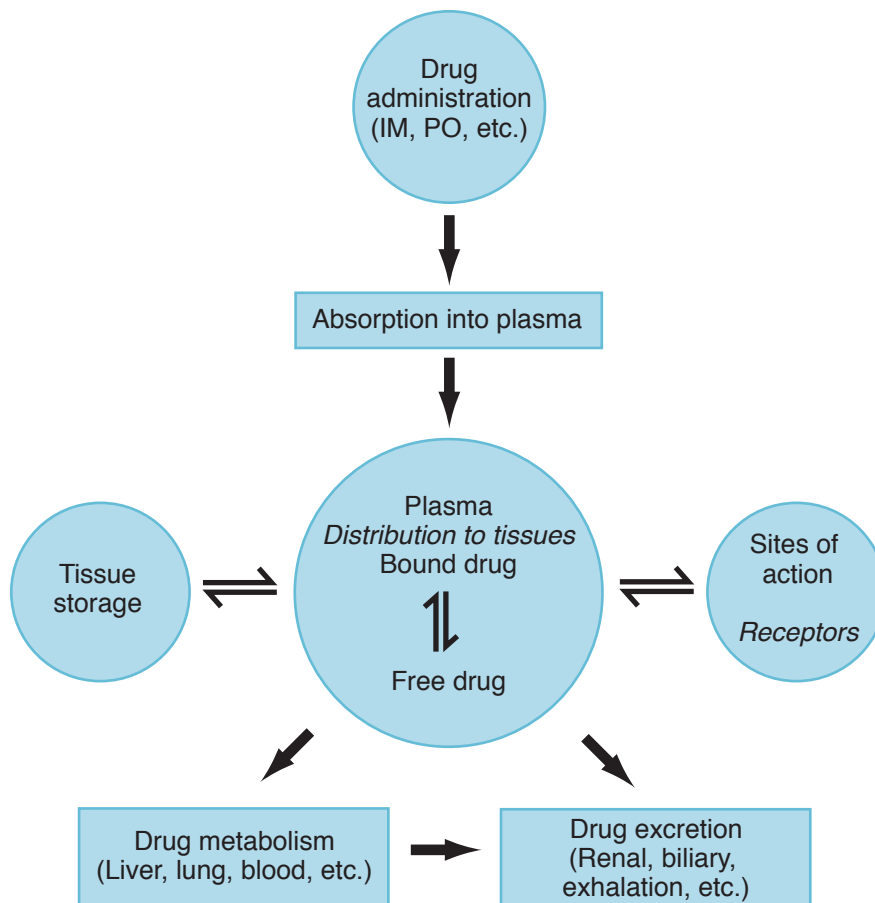 Drug
administration
(IM, PO, etc.)
Absorption into plasma
Plasma
Distribution to tissues
Bound drug
Free drug
Tissue
storage
Sites of
action
Receptors
Drug metabolism
(Liver, lung, blood, etc.)
Drug excretion
(Renal, biliary,
exhalation, etc.)